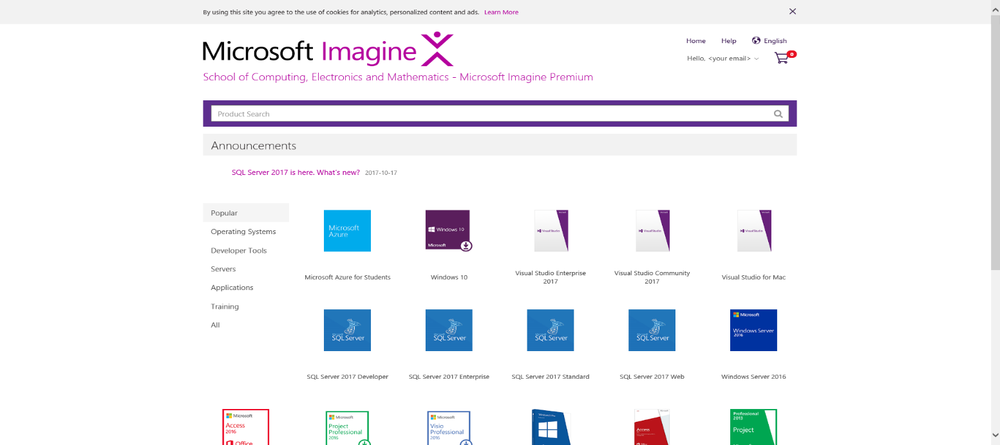 By using this site you agree to the use of cookies for analytics, personalized content and ads. Learn More
Microsoft Imagine
Home Help English
Hello, <your email> 0
School of Computing, Electronics and Mathematics - Microsoft Imagine Premium
Product Search
Announcements
SQL Server 2017 is here. What's new? 2017-10-17
Popular
Operating Systems
Developer Tools
Servers
Applications
Training
All
Microsoft
Azure
Windows 10
Microsoft
Visual Studio
Visual Studio
Visual Studio
Microsoft Azure for Students
Windows 10
Visual Studio Enterprise
2017
Visual Studio Community
2017
Visual Studio for Mac
SQL Server
SQL Server
SQL Server
SQL Server
Microsoft
Windows Server
2016
SQL Server 2017 Developer
SQL Server 2017 Enterprise
SQL Server 2017 Standard
SQL Server 2017 Web
Windows Server 2016
Microsoft
Access
2016
Office
Microsoft
Project
Professional
2016
Microsoft
Visio
Professional
2016
Access
Professional
2013
Project